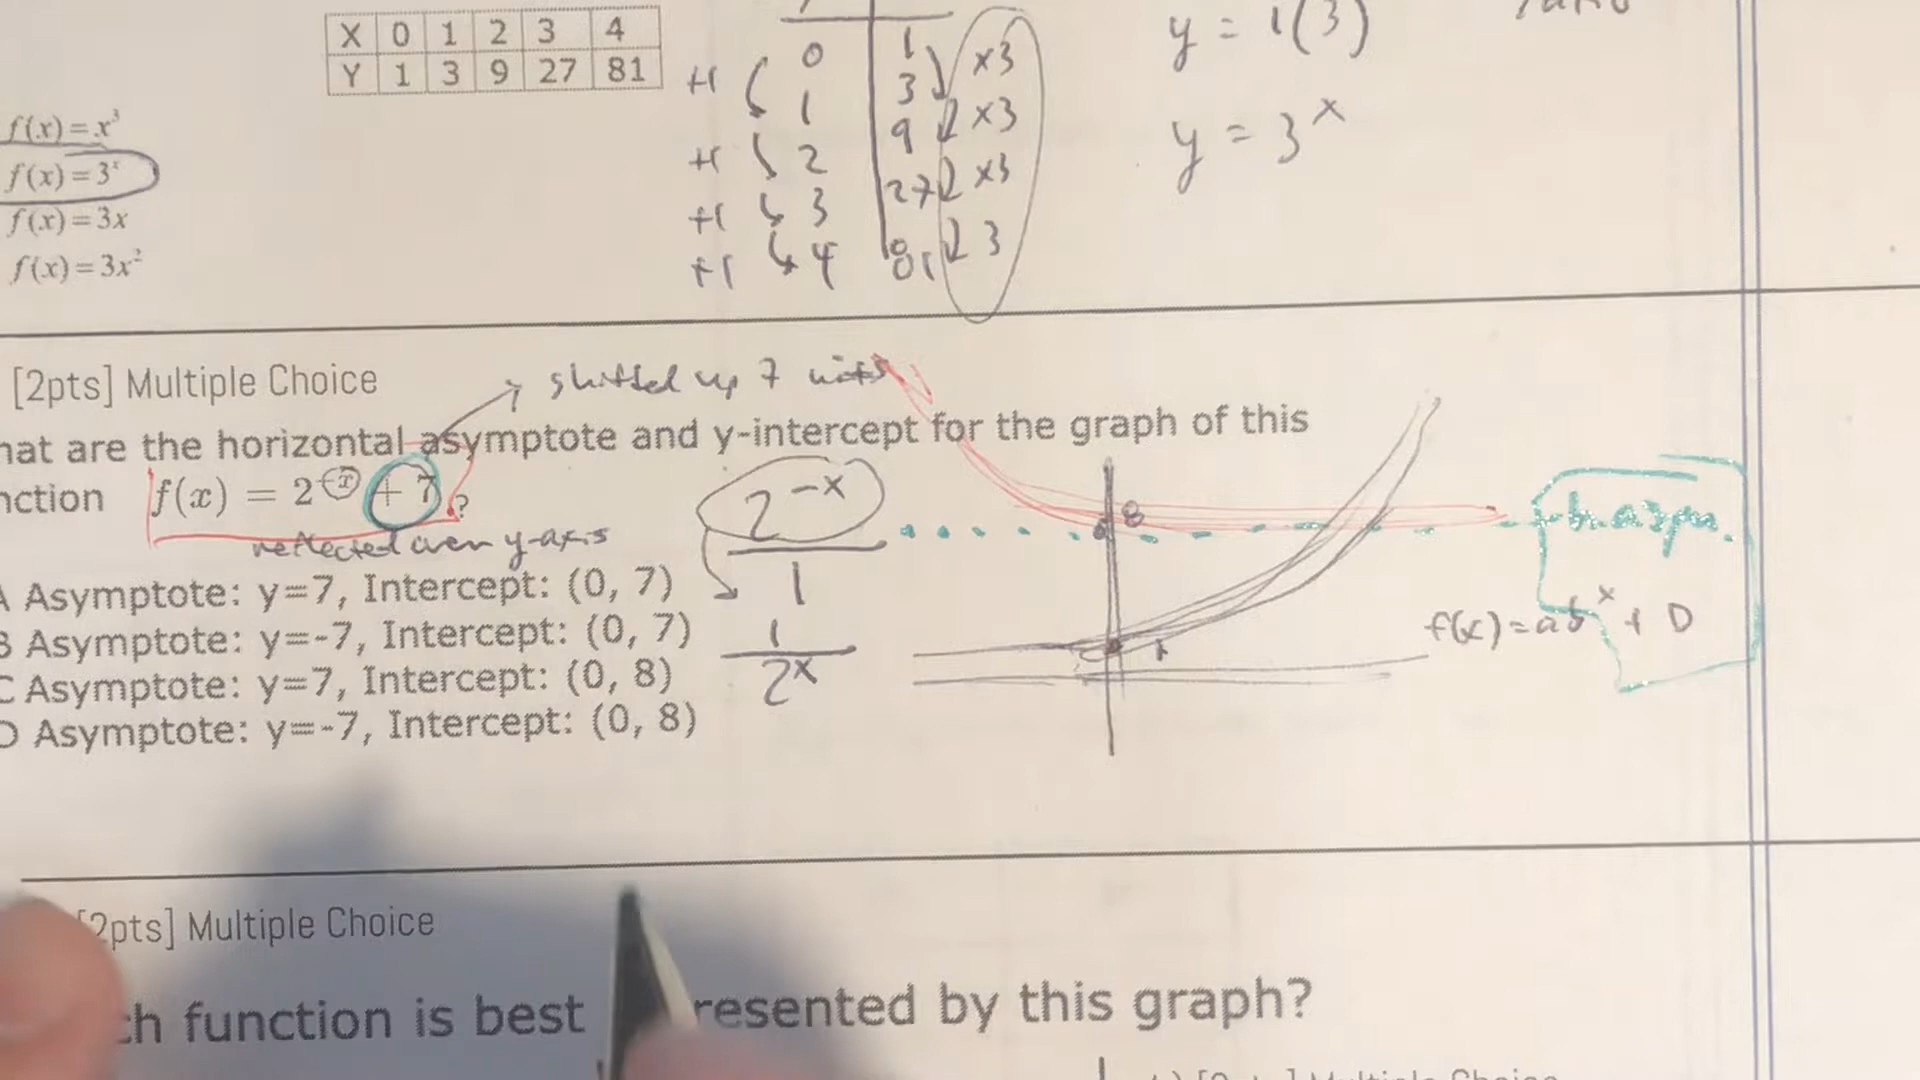 X 0 1 2 3 4
Y 1 3 9 27 81
f(x)=x³
f(x)=3ˣ
f(x)=3x
f(x)=3x²
0 1
1 3
2 9
3 27
4 81
+1 ×3
+1 ×3
+1 ×3
+1 3
y = 1(3)
y = 3ˣ
ratio
[2pts] Multiple Choice
shifted up 7 units
hat are the horizontal asymptote and y-intercept for the graph of this
nction f(x) = 2⁽⁻ˣ⁾ + 7 ?
reflected over y-axis
A Asymptote: y=7, Intercept: (0, 7)
B Asymptote: y=-7, Intercept: (0, 7)
C Asymptote: y=7, Intercept: (0, 8)
D Asymptote: y=-7, Intercept: (0, 8)
2⁻ˣ
1
1
2ˣ
8
1
h.asym.
f(x)=abˣ + D
[2pts] Multiple Choice
ch function is best resented by this graph?
Multiple Choice